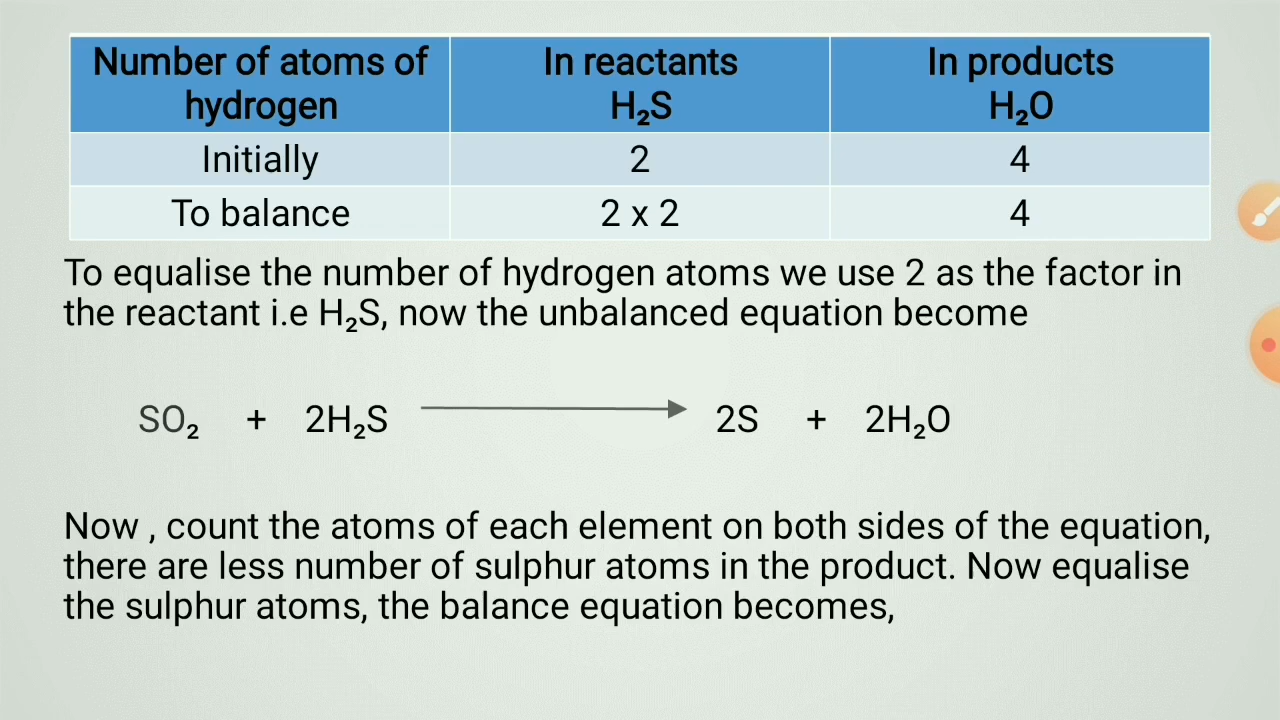 Number of atoms of hydrogen In reactants H₂S In products H₂O
Initially 2 4
To balance 2 x 2 4
To equalise the number of hydrogen atoms we use 2 as the factor in
the reactant i.e H₂S, now the unbalanced equation become
SO₂ + 2H₂S 2S + 2H₂O
Now , count the atoms of each element on both sides of the equation,
there are less number of sulphur atoms in the product. Now equalise
the sulphur atoms, the balance equation becomes,